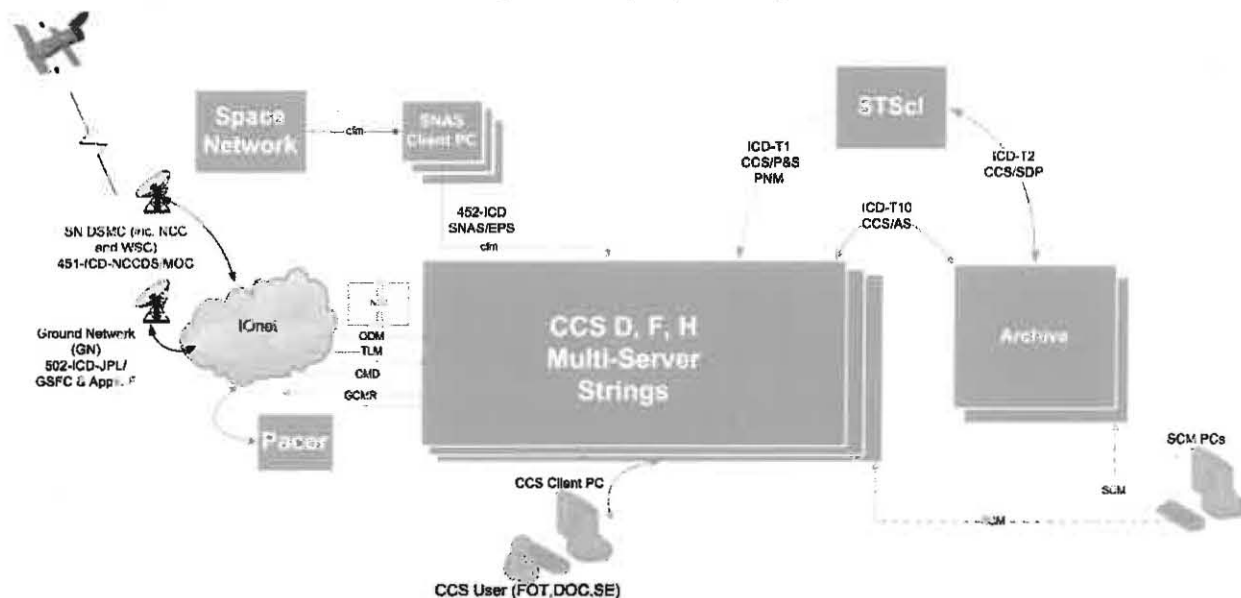 Space
Network
cfm
SNAS
Client PC
STScI
ICD-T1
CCS/P&S
PNM
ICD-T2
CCS/SDP
452-ICD
SNAS/EPS
cfm
ICD-T10
CCS/AS
SN DSMC (inc. NCC
and WSC)
451-ICD-NCCDS/MOC
IOnet
Ground Network
(GN)
502-ICD-JPL/
GSFC &
ODM
TLM
CMD
GCMR
CCS D, F, H
Multi-Server
Strings
Archive
Pacer
SCM PCs
SCM
SCM
CCS Client PC
CCS User (FOT,DOC,SE)